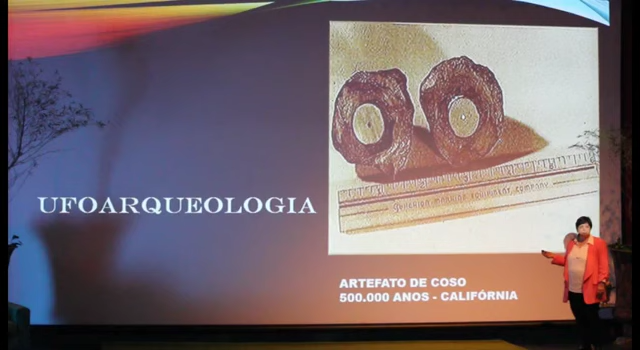 UFOARQUEOLOGIA
ARTEFATO DE COSO
500.000 ANOS - CALIFÓRNIA